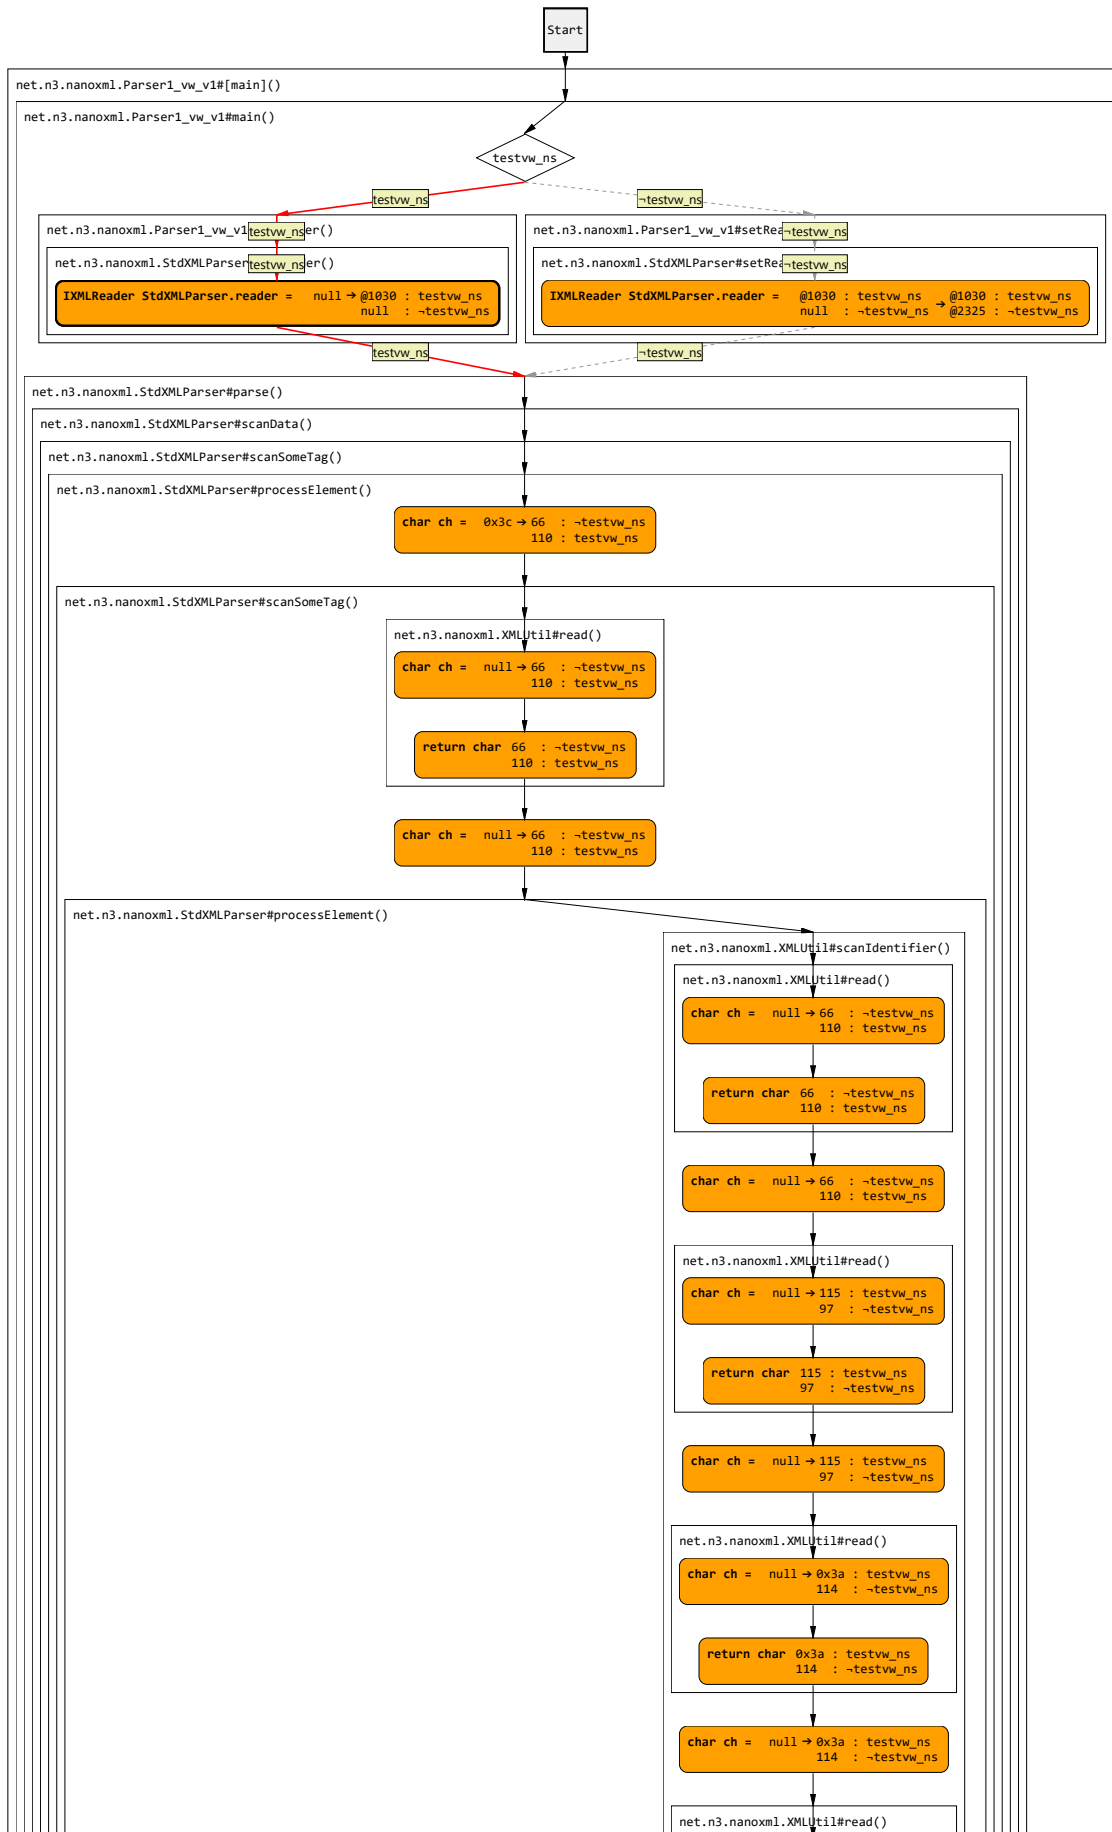 Start
net.n3.nanoxml.Parser1_vw_v1#[main]()
net.n3.nanoxml.Parser1_vw_v1#main()
testvw_ns
testvw_ns
¬testvw_ns
net.n3.nanoxml.Parser1_vw_v1
testvw_ns
er()
net.n3.nanoxml.Parser1_vw_v1#setRea
¬testvw_ns
net.n3.nanoxml.StdXMLParser
testvw_ns
er()
net.n3.nanoxml.StdXMLParser#setRea
¬testvw_ns
IXMLReader StdXMLParser.reader = null → @1030 : testvw_ns
null : ¬testvw_ns
IXMLReader StdXMLParser.reader = @1030 : testvw_ns → @1030 : testvw_ns
null : ¬testvw_ns @2325 : ¬testvw_ns
testvw_ns
¬testvw_ns
net.n3.nanoxml.StdXMLParser#parse()
net.n3.nanoxml.StdXMLParser#scanData()
net.n3.nanoxml.StdXMLParser#scanSomeTag()
net.n3.nanoxml.StdXMLParser#processElement()
char ch = 0x3c → 66 : ¬testvw_ns
110 : testvw_ns
net.n3.nanoxml.StdXMLParser#scanSomeTag()
net.n3.nanoxml.XMLUtil#read()
char ch = null → 66 : ¬testvw_ns
110 : testvw_ns
return char 66 : ¬testvw_ns
110 : testvw_ns
char ch = null → 66 : ¬testvw_ns
110 : testvw_ns
net.n3.nanoxml.StdXMLParser#processElement()
net.n3.nanoxml.XMLUtil#scanIdentifier()
net.n3.nanoxml.XMLUtil#read()
char ch = null → 66 : ¬testvw_ns
110 : testvw_ns
return char 66 : ¬testvw_ns
110 : testvw_ns
char ch = null → 66 : ¬testvw_ns
110 : testvw_ns
net.n3.nanoxml.XMLUtil#read()
char ch = null → 115 : testvw_ns
97 : ¬testvw_ns
return char 115 : testvw_ns
97 : ¬testvw_ns
char ch = null → 115 : testvw_ns
97 : ¬testvw_ns
net.n3.nanoxml.XMLUtil#read()
char ch = null → 0x3a : testvw_ns
114 : ¬testvw_ns
return char 0x3a : testvw_ns
114 : ¬testvw_ns
char ch = null → 0x3a : testvw_ns
114 : ¬testvw_ns
net.n3.nanoxml.XMLUtil#read()